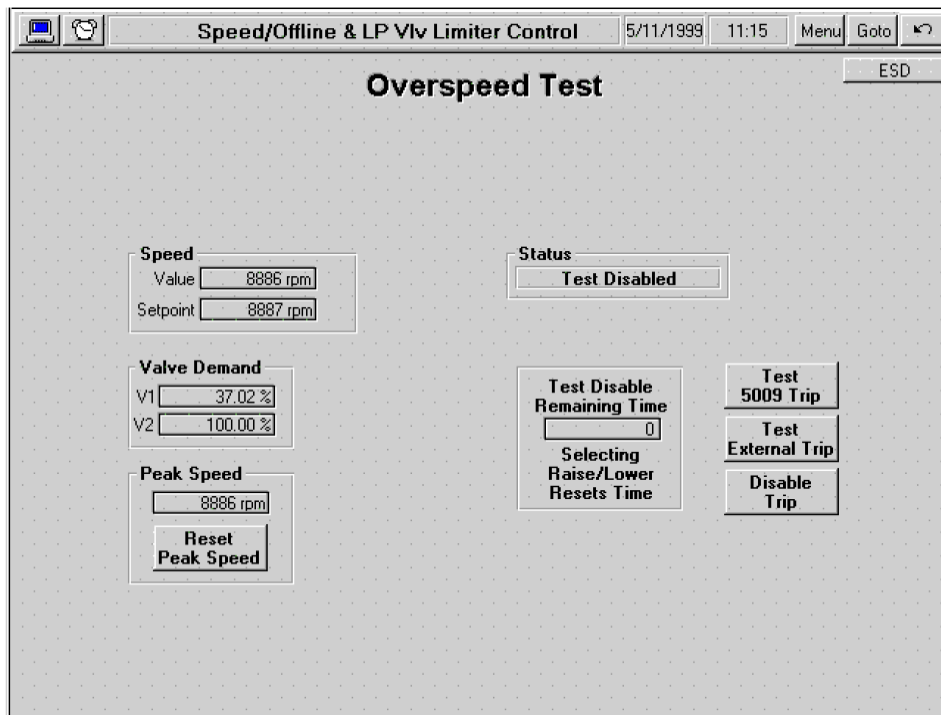 Speed/Offline & LP Vlv Limiter Control 5/11/1999 11:15 Menu Goto
ESD
Overspeed Test
Speed
Value 8886 rpm
Setpoint 8887 rpm
Status
Test Disabled
Valve Demand
V1 37.02 %
V2 100.00 %
Peak Speed
8886 rpm
Reset
Peak Speed
Test Disable
Remaining Time
0
Selecting
Raise/Lower
Resets Time
Test
5009 Trip
Test
External Trip
Disable
Trip